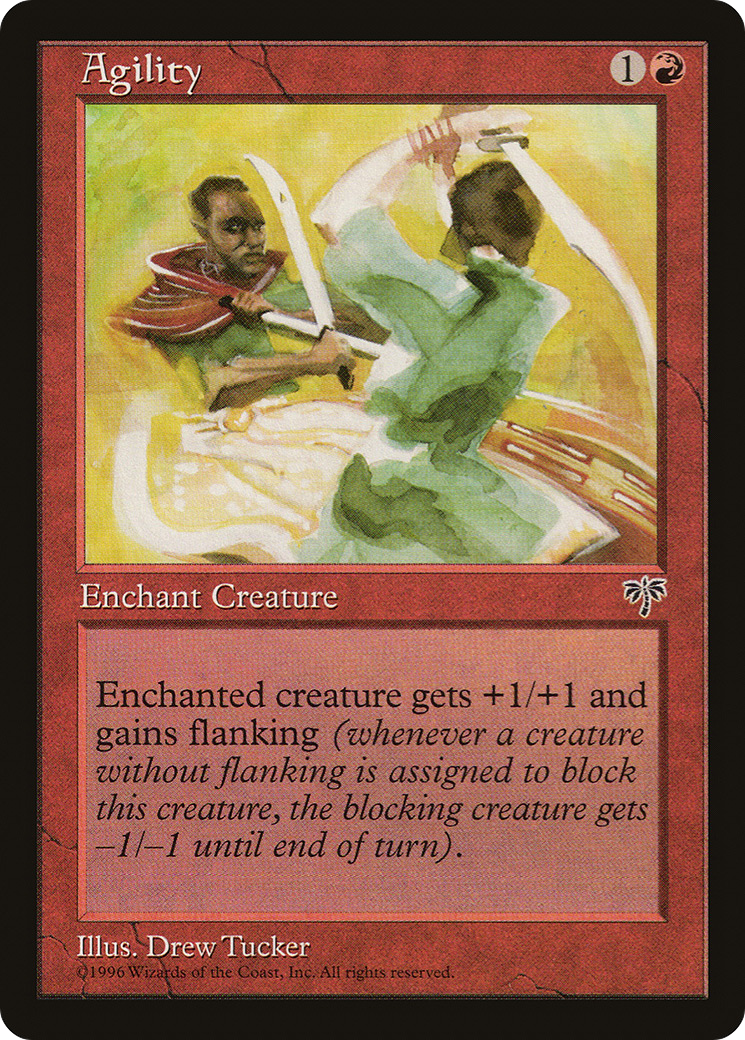 Agility 1
Enchant Creature
Enchanted creature gets +1/+1 and
gains flanking (whenever a creature
without flanking is assigned to block
this creature, the blocking creature gets
–1/–1 until end of turn).
Illus. Drew Tucker
©1996 Wizards of the Coast, Inc. All rights reserved.